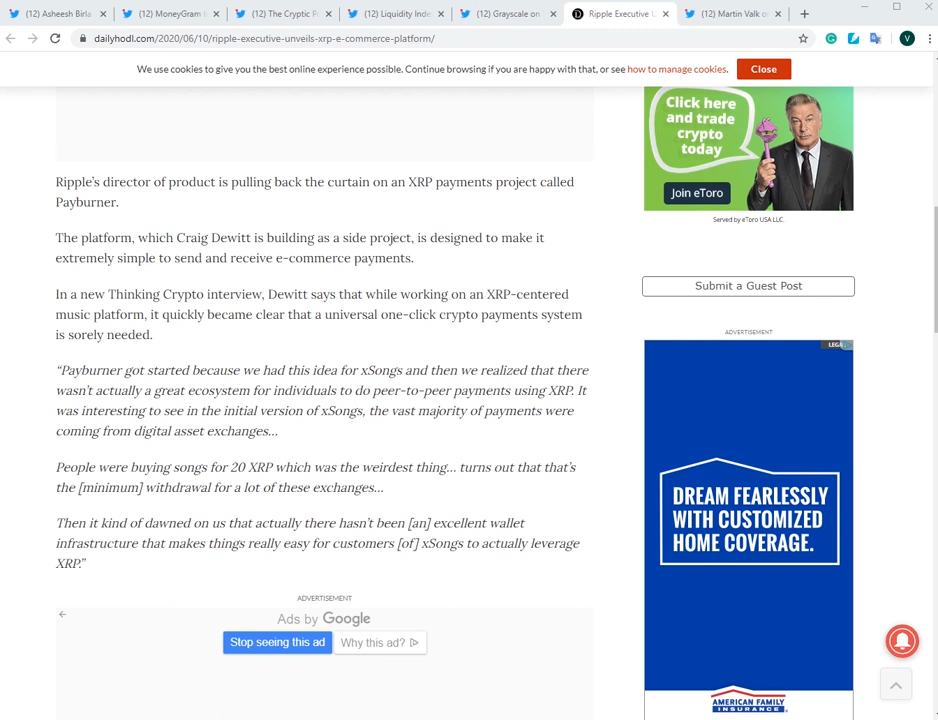 (12) Asheesh Birla
(12) MoneyGram
(12) The Cryptic P
(12) Liquidity Inde
(12) Grayscale on
Ripple Executive U
(12) Martin Valk o
dailyhodl.com/2020/06/10/ripple-executive-unveils-xrp-e-commerce-platform/
V
We use cookies to give you the best online experience possible. Continue browsing if you are happy with that, or see how to manage cookies.
Close
Click here
and trade
crypto
today
Join eToro
Served by eToro USA LLC.
Ripple’s director of product is pulling back the curtain on an XRP payments project called
Payburner.
The platform, which Craig Dewitt is building as a side project, is designed to make it
extremely simple to send and receive e-commerce payments.
In a new Thinking Crypto interview, Dewitt says that while working on an XRP-centered
music platform, it quickly became clear that a universal one-click crypto payments system
is sorely needed.
“Payburner got started because we had this idea for xSongs and then we realized that there
wasn’t actually a great ecosystem for individuals to do peer-to-peer payments using XRP. It
was interesting to see in the initial version of xSongs, the vast majority of payments were
coming from digital asset exchanges…
People were buying songs for 20 XRP which was the weirdest thing… turns out that that’s
the [minimum] withdrawal for a lot of these exchanges…
Then it kind of dawned on us that actually there hasn’t been [an] excellent wallet
infrastructure that makes things really easy for customers [of] xSongs to actually leverage
XRP.”
ADVERTISEMENT
Ads by Google
Stop seeing this ad
Why this ad?
Submit a Guest Post
ADVERTISEMENT
LEGAL
DREAM FEARLESSLY
WITH CUSTOMIZED
HOME COVERAGE.
AMERICAN FAMILY
INSURANCE